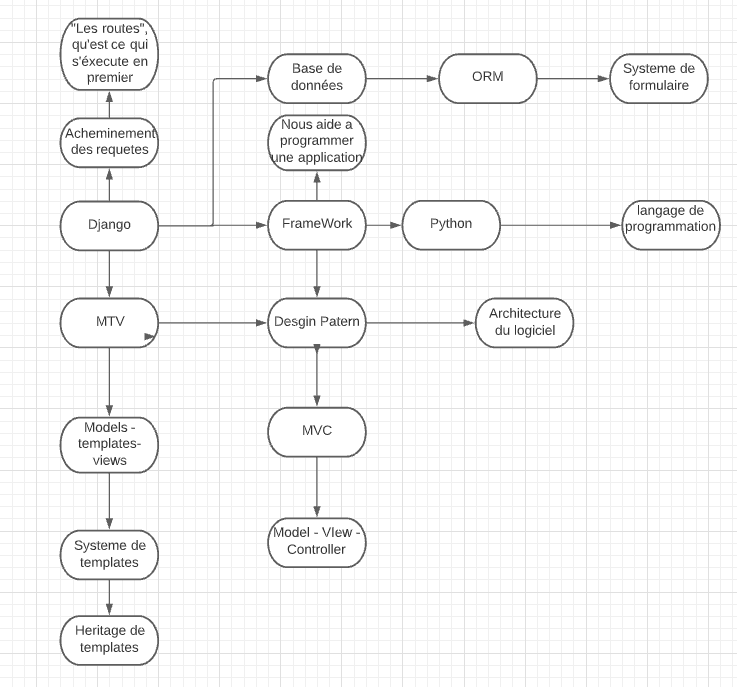 "Les routes",
qu'est ce qui
s'éxecute en
premier
Base de
données
ORM
Systeme de
formulaire
Acheminement
des requetes
Nous aide a
programmer
une application
Django
FrameWork
Python
langage de
programmation
MTV
Desgin Patern
Architecture
du logiciel
Models -
templates-
views
MVC
Systeme de
templates
Model - VIew -
Controller
Heritage de
templates